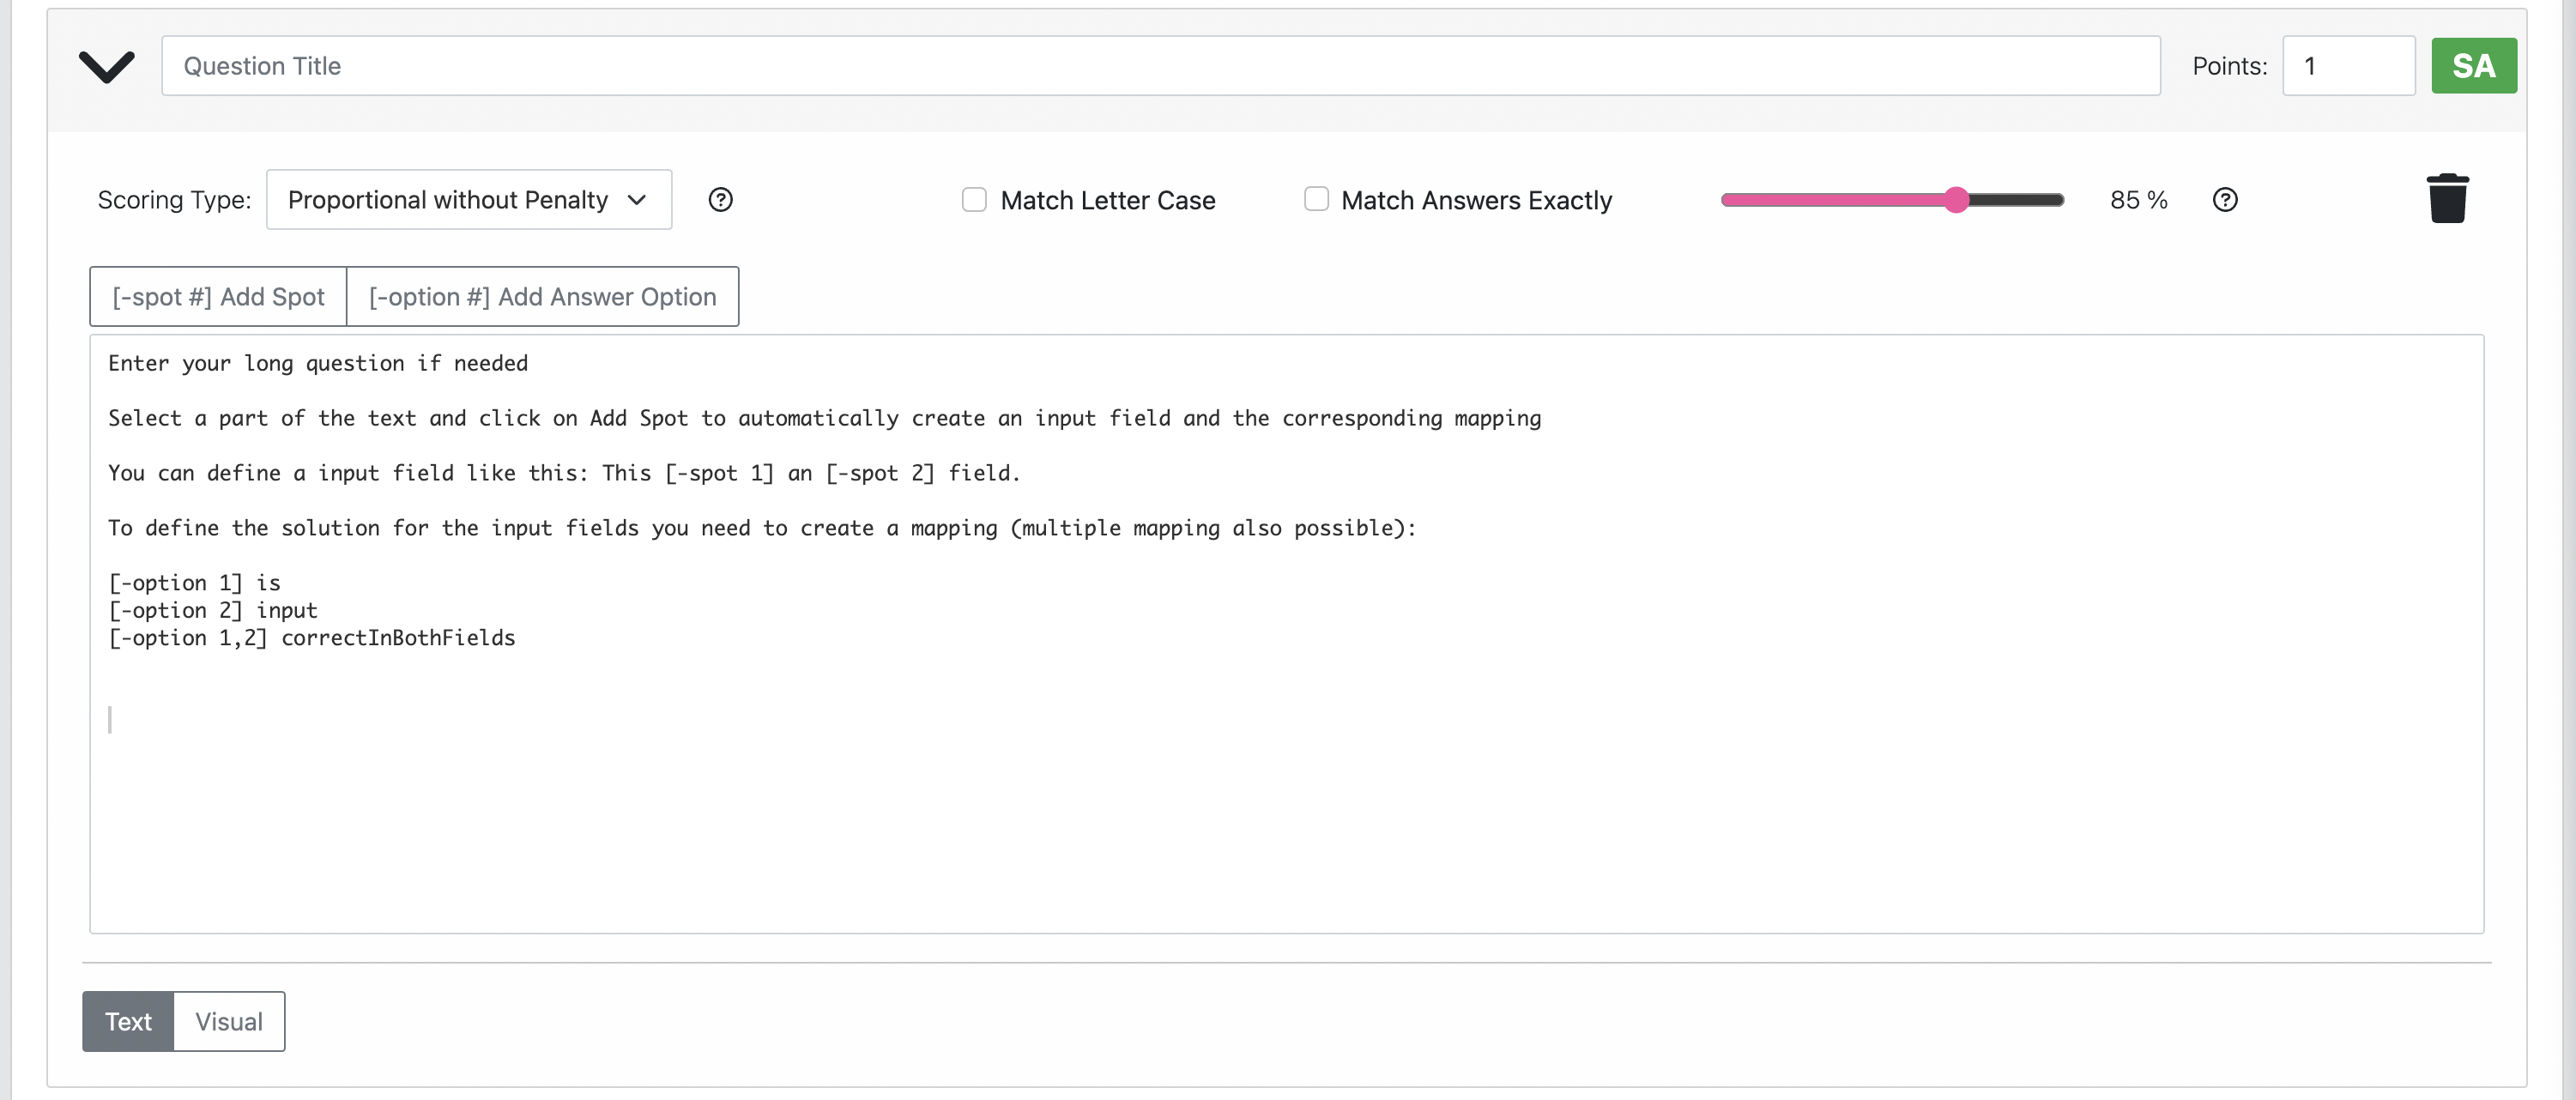 Question Title
Points: 1 SA
Scoring Type: Proportional without Penalty ? Match Letter Case Match Answers Exactly 85 % ?
[-spot #] Add Spot [-option #] Add Answer Option
Enter your long question if needed
Select a part of the text and click on Add Spot to automatically create an input field and the corresponding mapping
You can define a input field like this: This [-spot 1] an [-spot 2] field.
To define the solution for the input fields you need to create a mapping (multiple mapping also possible):
[-option 1] is
[-option 2] input
[-option 1,2] correctInBothFields
Text Visual